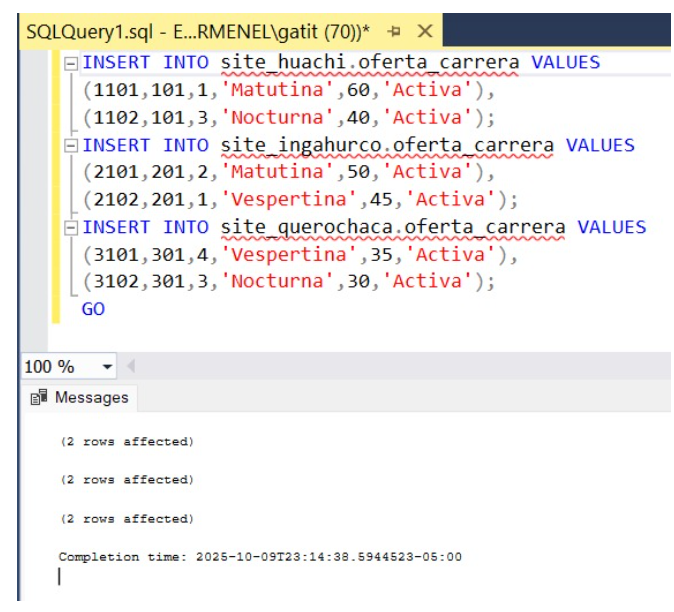 SQLQuery1.sql - E...RMENEL\gatit (70))*
INSERT INTO site_huachi.oferta_carrera VALUES
(1101,101,1,'Matutina',60,'Activa'),
(1102,101,3,'Nocturna',40,'Activa');
INSERT INTO site_ingahurco.oferta_carrera VALUES
(2101,201,2,'Matutina',50,'Activa'),
(2102,201,1,'Vespertina',45,'Activa');
INSERT INTO site_querochaca.oferta_carrera VALUES
(3101,301,4,'Vespertina',35,'Activa'),
(3102,301,3,'Nocturna',30,'Activa');
GO
100 %
Messages
(2 rows affected)
(2 rows affected)
(2 rows affected)
Completion time: 2025-10-09T23:14:38.5944523-05:00